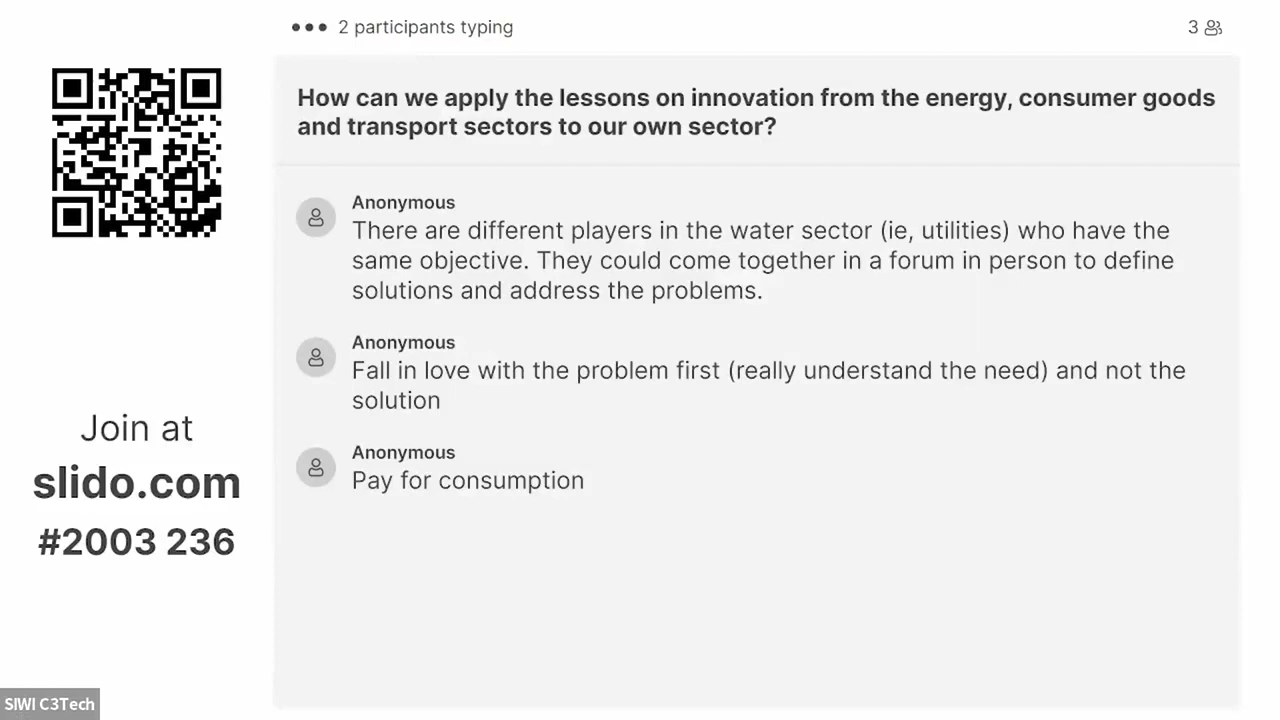 ••• 2 participants typing
3
How can we apply the lessons on innovation from the energy, consumer goods
and transport sectors to our own sector?
Anonymous
There are different players in the water sector (ie, utilities) who have the
same objective. They could come together in a forum in person to define
solutions and address the problems.
Anonymous
Fall in love with the problem first (really understand the need) and not the
solution
Anonymous
Pay for consumption
Join at
slido.com
#2003 236
SIWI C3Tech